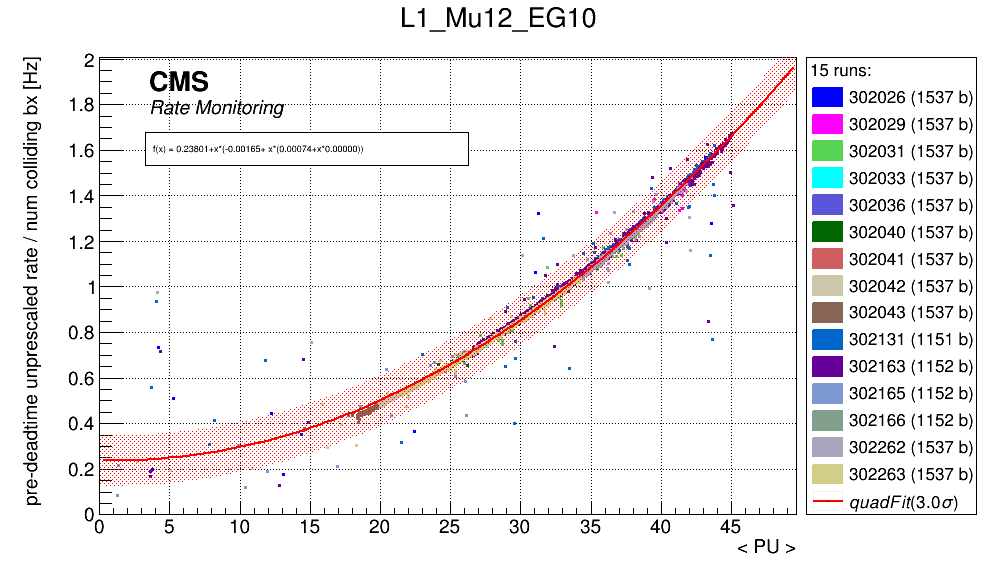 L1_Mu12_EG10
pre-deadtime unprescaled rate / num colliding bx [Hz]
2
1.8
1.6
1.4
1.2
1
0.8
0.6
0.4
0.2
0
CMS
Rate Monitoring
f(x) = 0.23801+x*(-0.00165+ x*(0.00074+x*0.00000))
0 5 10 15 20 25 30 35 40 45
< PU >
15 runs:
302026 (1537 b)
302029 (1537 b)
302031 (1537 b)
302033 (1537 b)
302036 (1537 b)
302040 (1537 b)
302041 (1537 b)
302042 (1537 b)
302043 (1537 b)
302131 (1151 b)
302163 (1152 b)
302165 (1152 b)
302166 (1152 b)
302262 (1537 b)
302263 (1537 b)
quadFit(3.0σ)